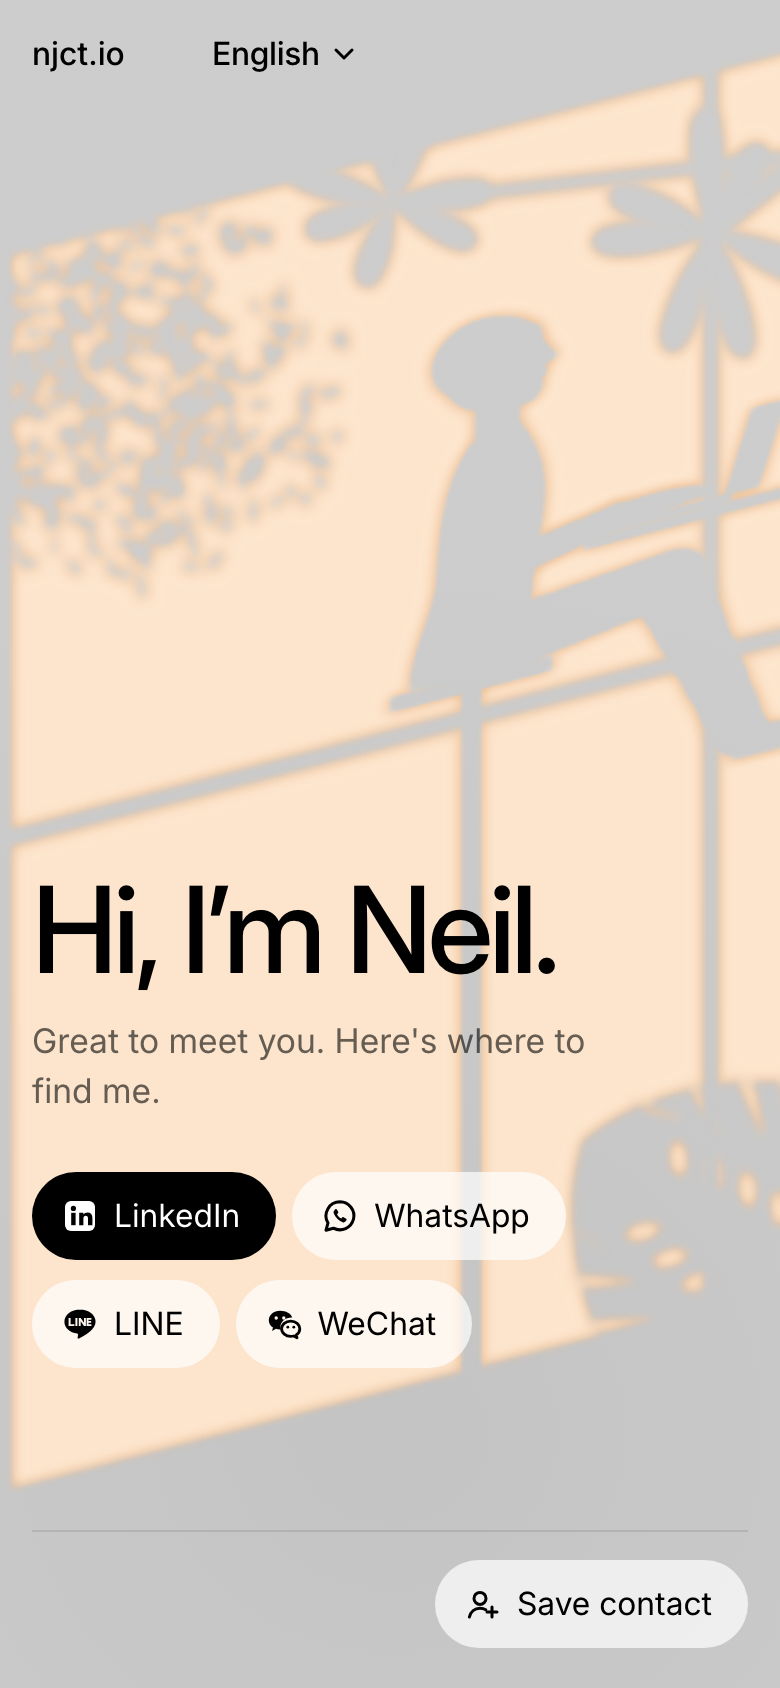 njct.io
English
Hi, I’m Neil.
Great to meet you. Here's where to
find me.
LinkedIn
WhatsApp
LINE
WeChat
Save contact